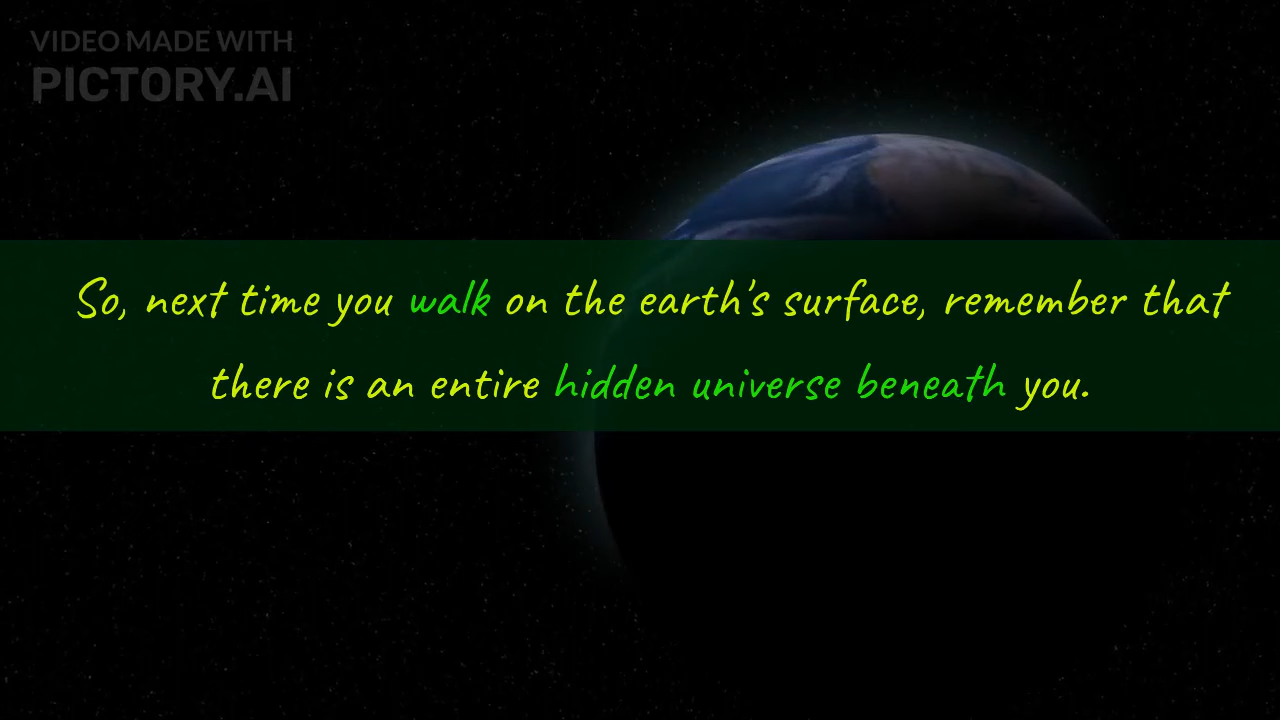 VIDEO MADE WITH
PICTORY.AI
So, next time you walk on the earth's surface, remember that
there is an entire hidden universe beneath you.